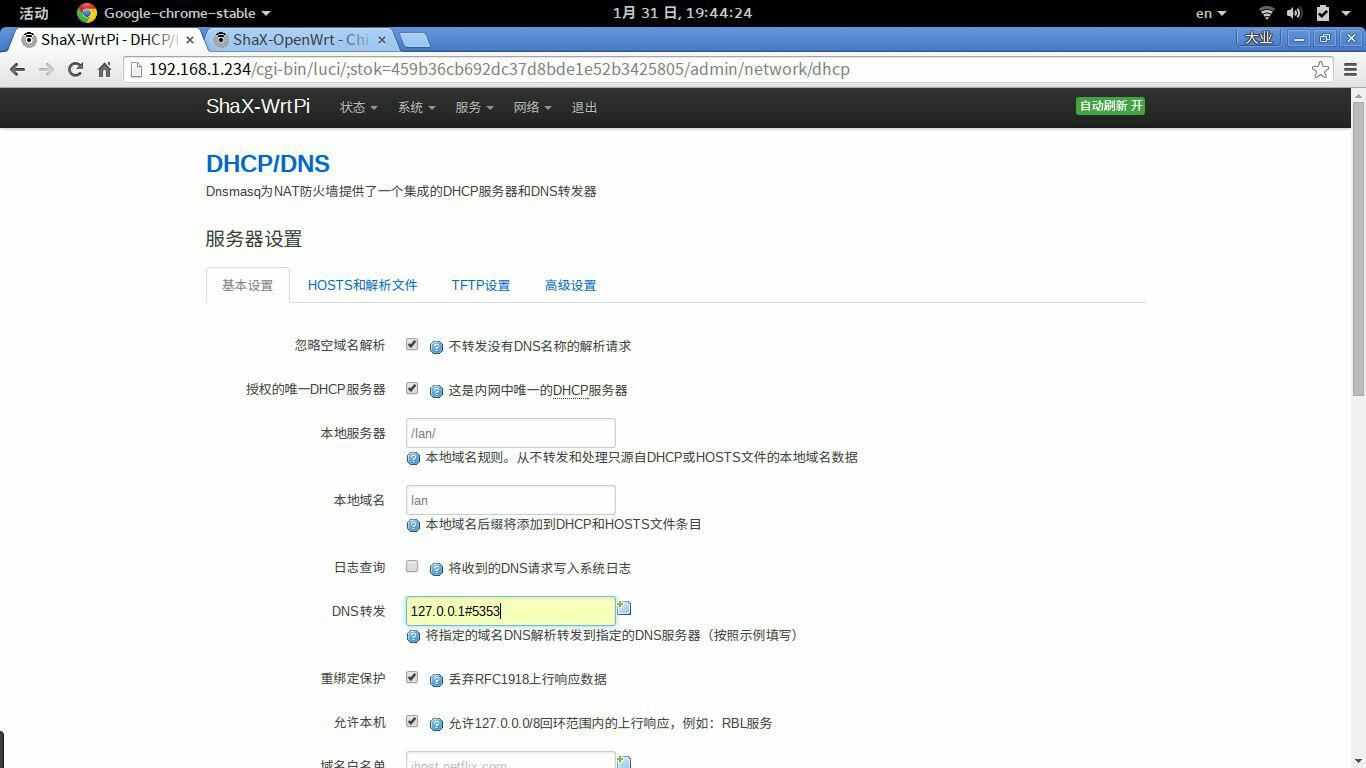 活动 Google-chrome-stable 1月 31 日, 19:44:24 en
ShaX-WrtPi - DHCP/ ShaX-OpenWrt - Chi 大业
192.168.1.234/cgi-bin/luci/;stok=459b36cb692dc37d8bde1e52b3425805/admin/network/dhcp
ShaX-WrtPi 状态 系统 服务 网络 退出 自动刷新 开
DHCP/DNS
Dnsmasq为NAT防火墙提供了一个集成的DHCP服务器和DNS转发器
服务器设置
基本设置 HOSTS和解析文件 TFTP设置 高级设置
忽略空域名解析 不转发没有DNS名称的解析请求
授权的唯一DHCP服务器 这是内网中唯一的DHCP服务器
本地服务器 /lan/
本地域名规则。从不转发和处理只源自DHCP或HOSTS文件的本地域名数据
本地域名 lan
本地域名后缀将添加到DHCP和HOSTS文件条目
日志查询 将收到的DNS请求写入系统日志
DNS转发 127.0.0.1#5353
将指定的域名DNS解析转发到指定的DNS服务器（按照示例填写）
重绑定保护 丢弃RFC1918上行响应数据
允许本机 允许127.0.0.0/8回环范围内的上行响应，例如：RBL服务
域名白名单 ihost.netflix.com